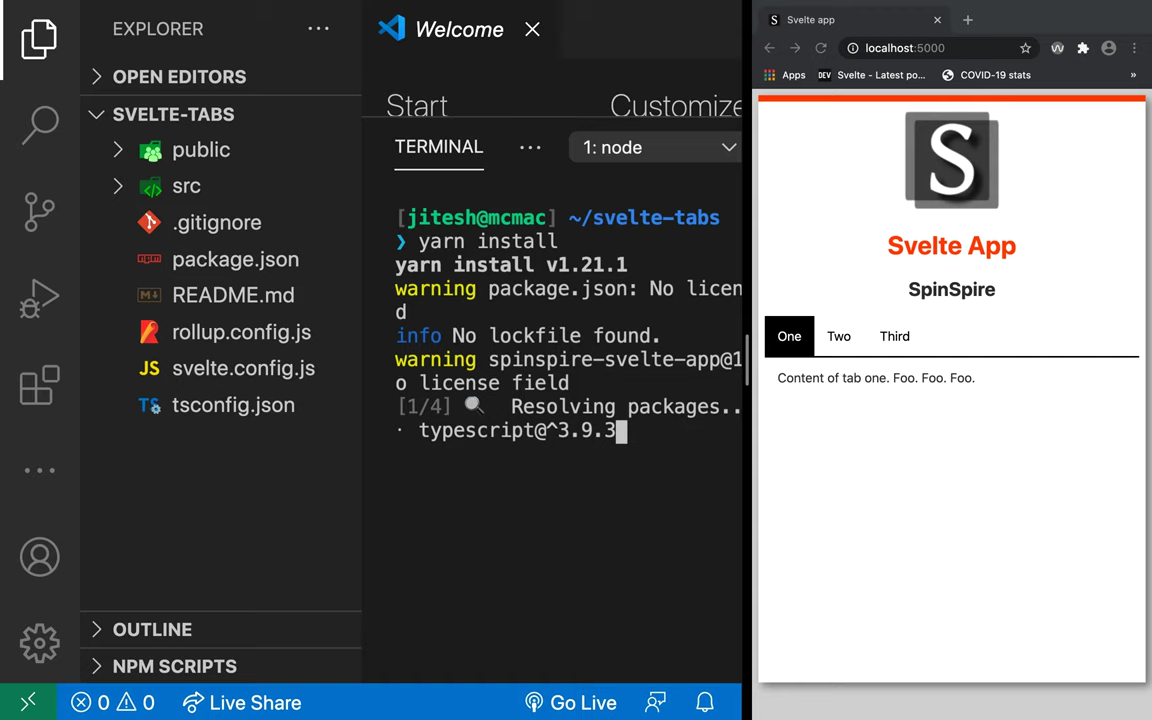 EXPLORER
OPEN EDITORS
SVELTE-TABS
public
src
.gitignore
package.json
README.md
rollup.config.js
JS svelte.config.js
TS tsconfig.json
OUTLINE
NPM SCRIPTS
0 0 Live Share
Go Live
Welcome
Start Customize
TERMINAL ··· 1: node
[jitesh@mcmac] ~/svelte-tabs
❯ yarn install
yarn install v1.21.1
warning package.json: No licen
d
info No lockfile found.
warning spinspire-svelte-app@1
o license field
[1/4] 🔍 Resolving packages..
· typescript@^3.9.3
S Svelte app
localhost:5000
Apps DEV Svelte - Latest po... COVID-19 stats »
S
Svelte App
SpinSpire
One Two Third
Content of tab one. Foo. Foo. Foo.